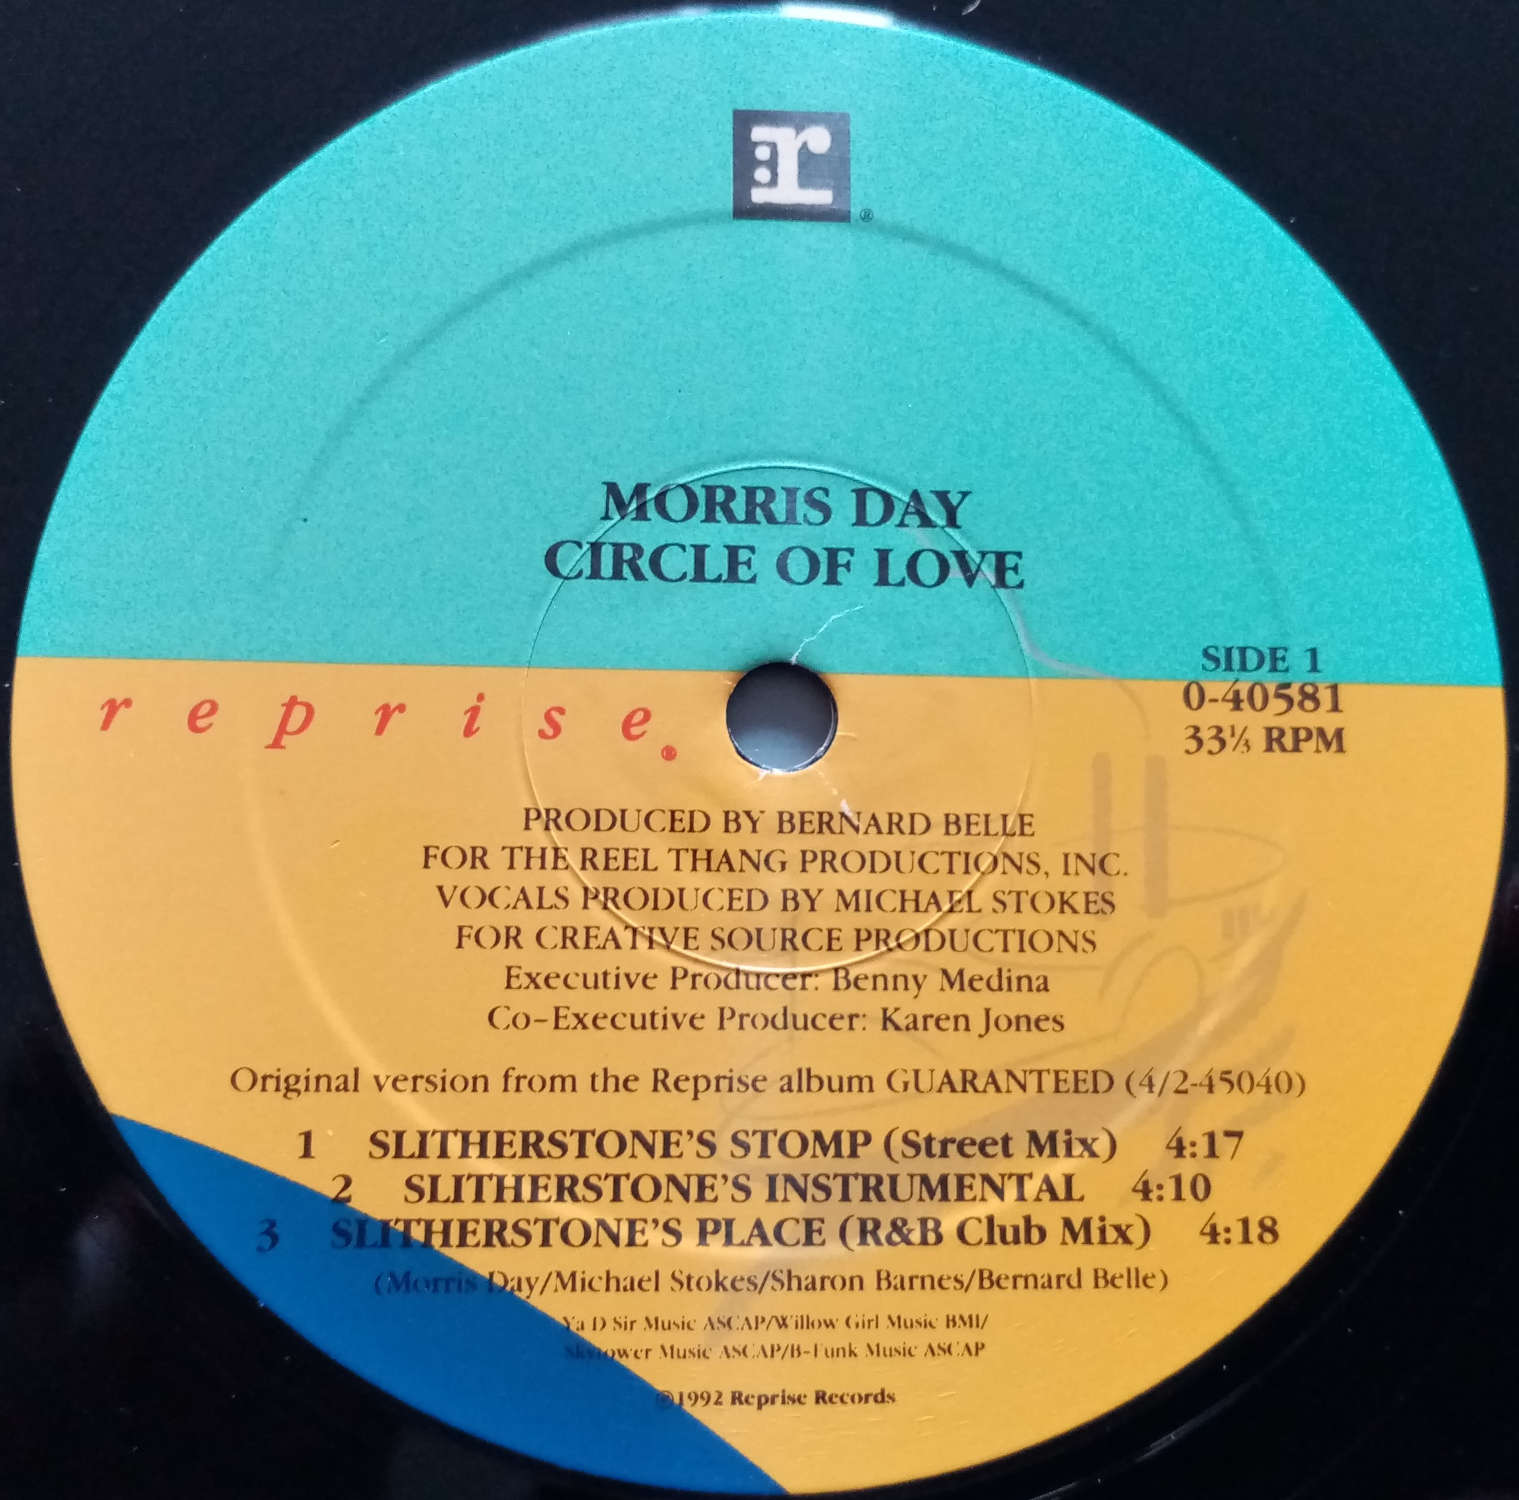 r
®
MORRIS DAY
CIRCLE OF LOVE
SIDE 1
0-40581
33⅓ RPM
reprise®
PRODUCED BY BERNARD BELLE
FOR THE REEL THANG PRODUCTIONS, INC.
VOCALS PRODUCED BY MICHAEL STOKES
FOR CREATIVE SOURCE PRODUCTIONS
Executive Producer: Benny Medina
Co-Executive Producer: Karen Jones
Original version from the Reprise album GUARANTEED (4/2-45040)
1 SLITHERSTONE'S STOMP (Street Mix) 4:17
2 SLITHERSTONE'S INSTRUMENTAL 4:10
3 SLITHERSTONE'S PLACE (R&B Club Mix) 4:18
(Morris Day/Michael Stokes/Sharon Barnes/Bernard Belle)
Ya D Sir Music ASCAP/Willow Girl Music BMI/
Skytower Music ASCAP/B-Funk Music ASCAP
℗1992 Reprise Records